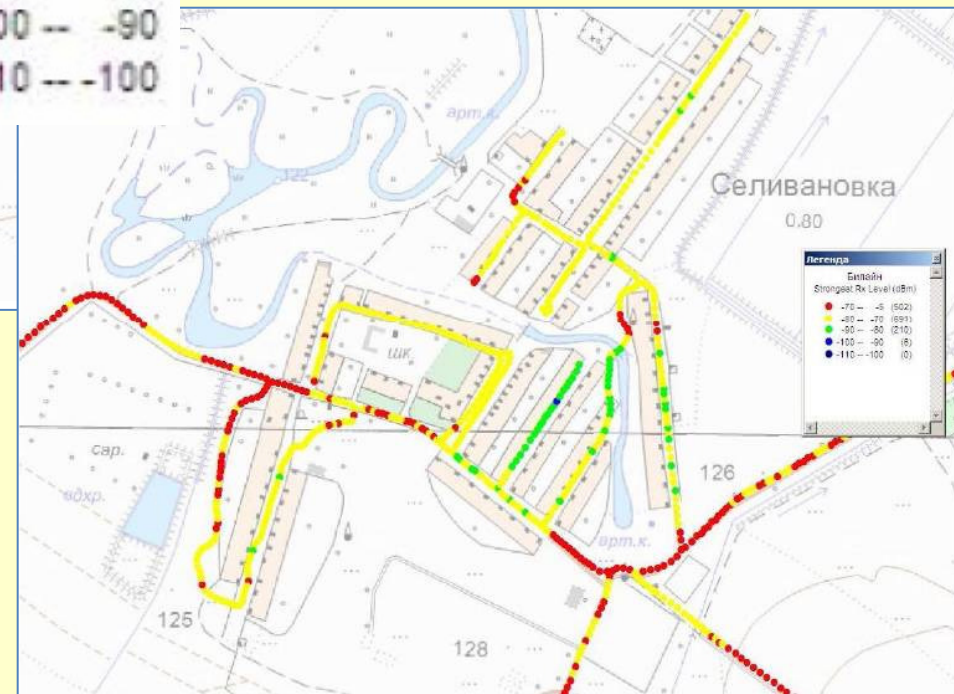 00 -- -90
10 -- -100
арт.к.
122
Селивановка
0.80
Легенда
Билайн
Strongest Rx Level (dBm)
-70 -- -5 (502)
-80 -- -70 (691)
-90 -- -80 (210)
-100 -- -90 (6)
-110 -- -100 (0)
шк.
сар.
вдхр.
126
арт.к.
125
128